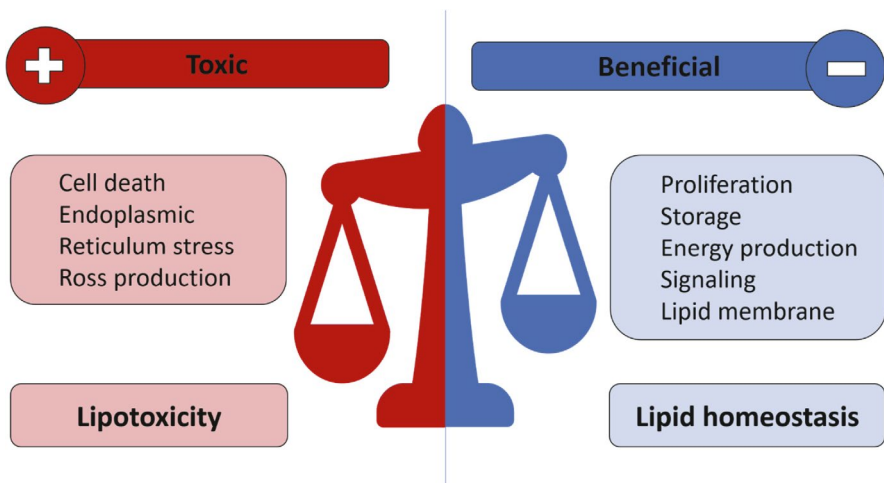 Toxic
Beneficial
Cell death
Endoplasmic
Reticulum stress
Ross production
Proliferation
Storage
Energy production
Signaling
Lipid membrane
Lipotoxicity
Lipid homeostasis